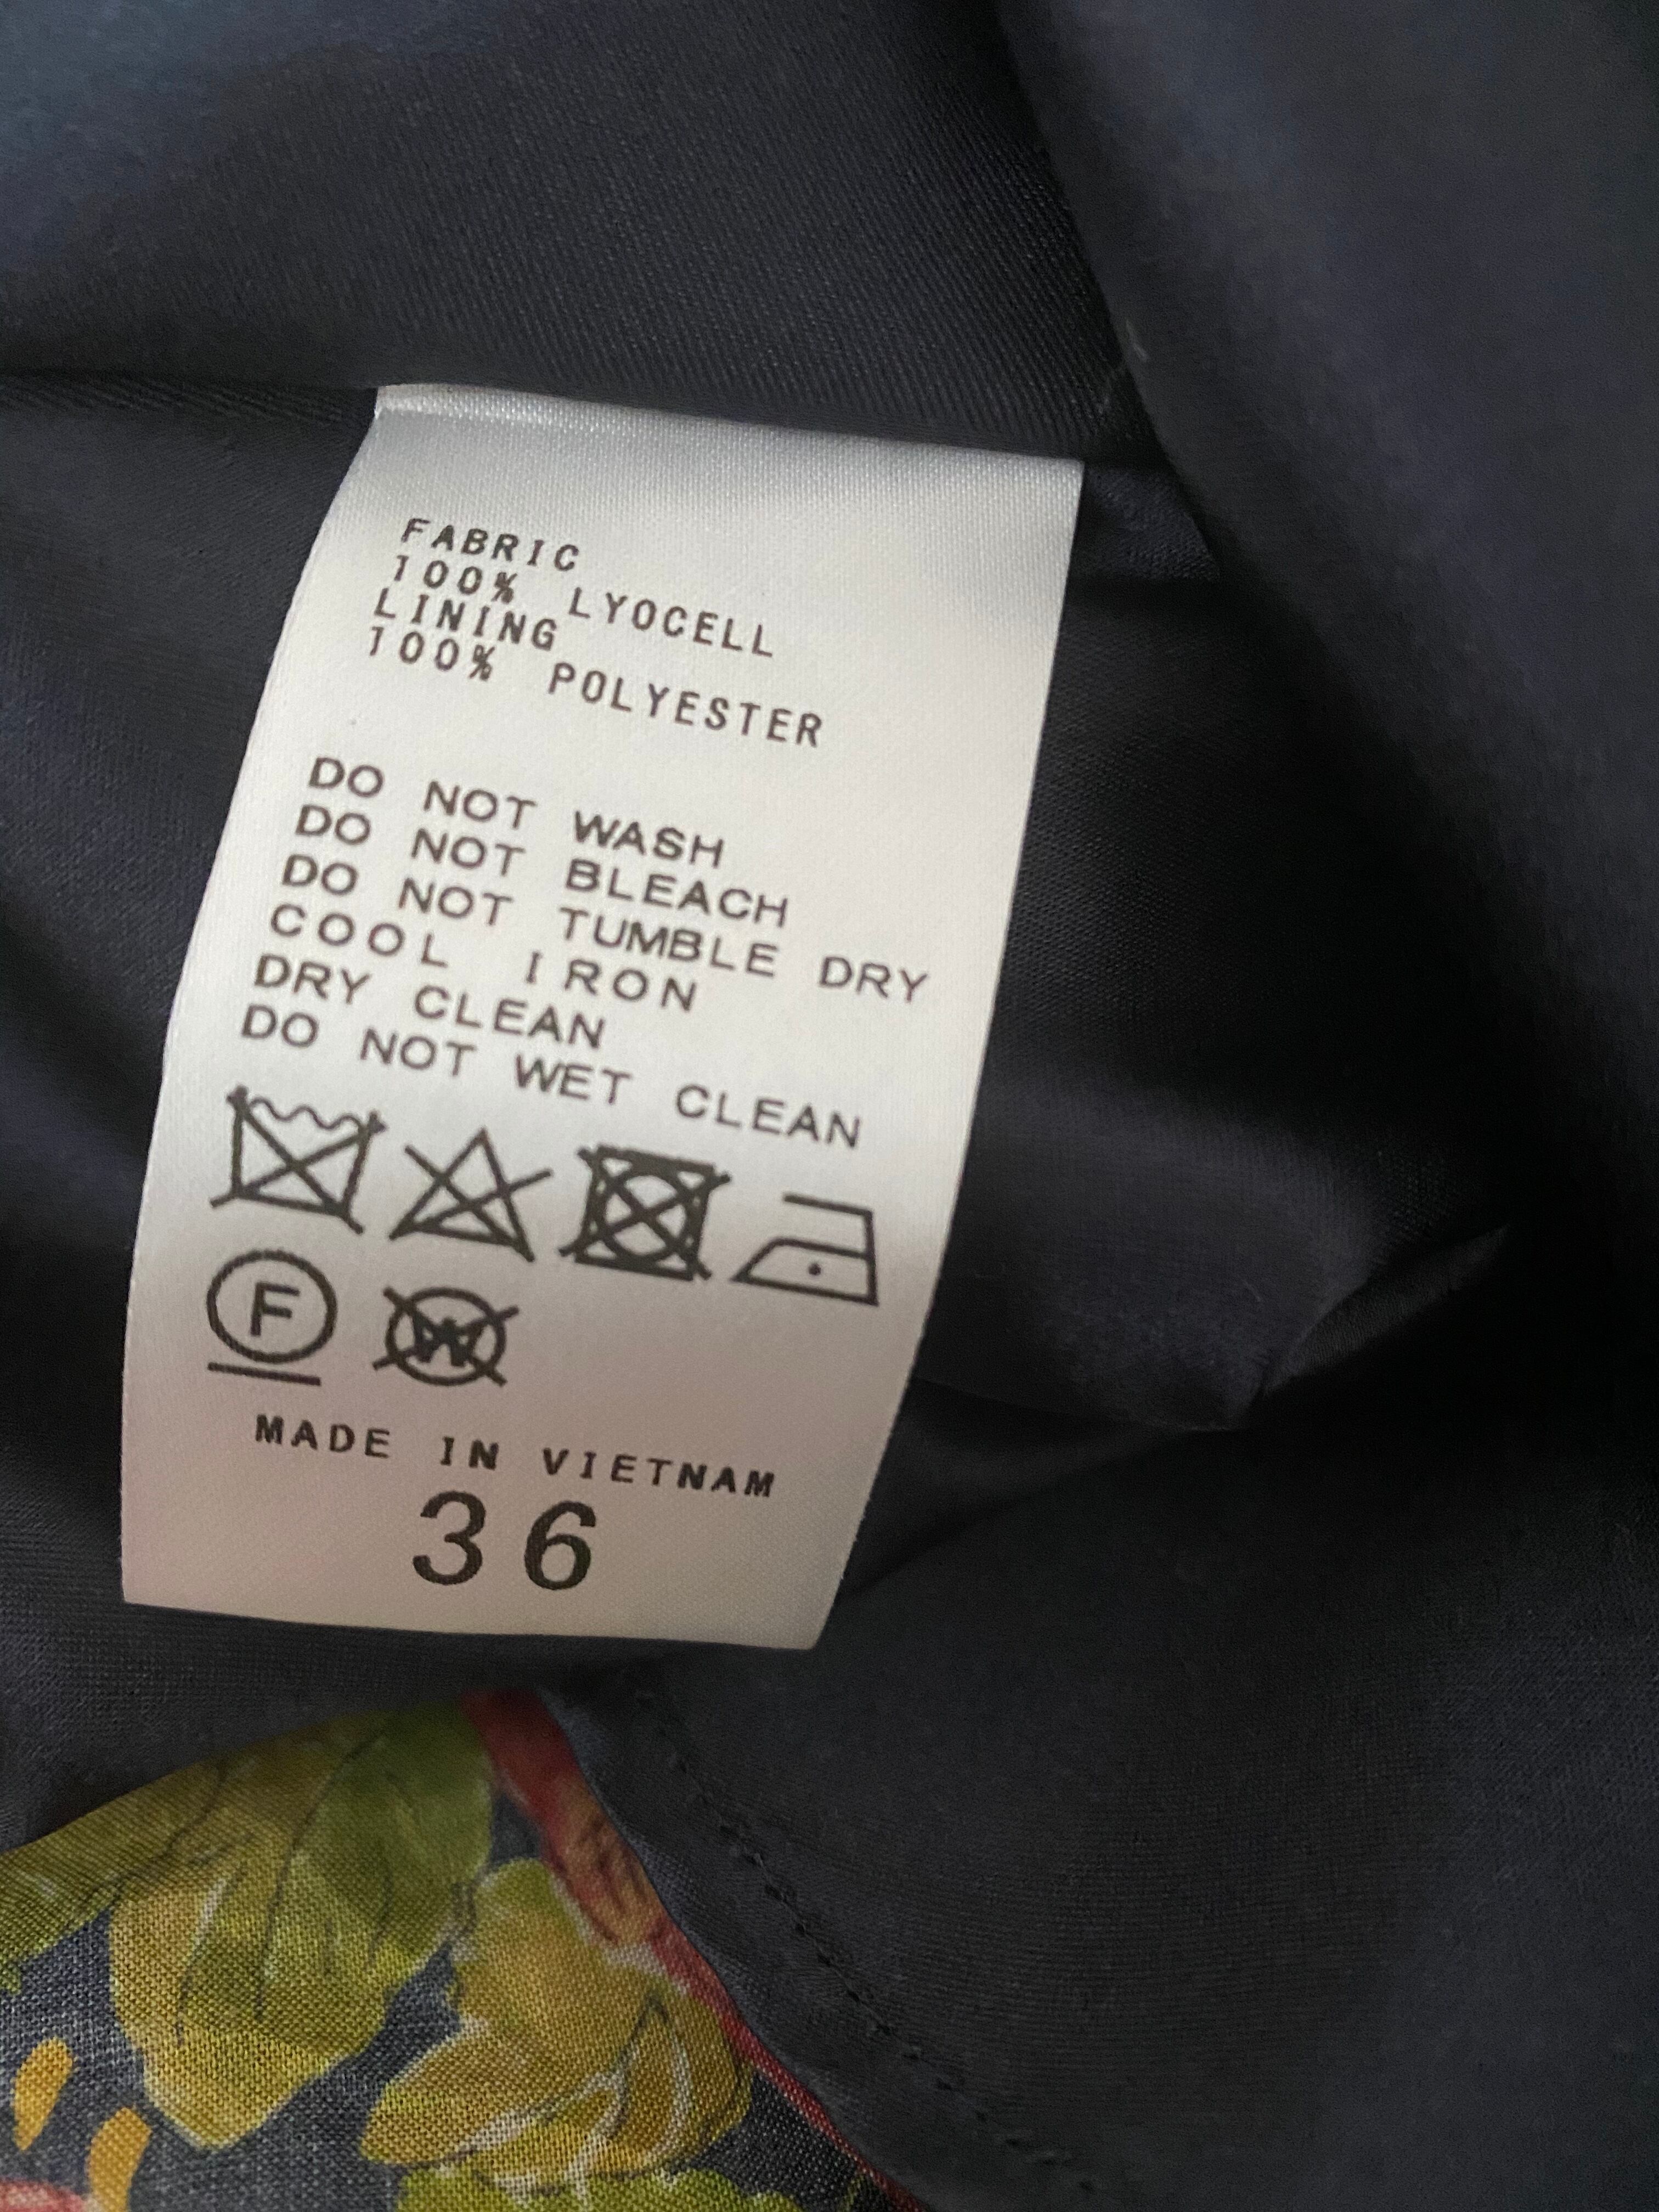 FABRIC
100% LYOCELL
LINING
100% POLYESTER
DO NOT WASH
DO NOT BLEACH
DO NOT TUMBLE DRY
COOL IRON
DRY CLEAN
DO NOT WET CLEAN
F W
MADE IN VIETNAM
36